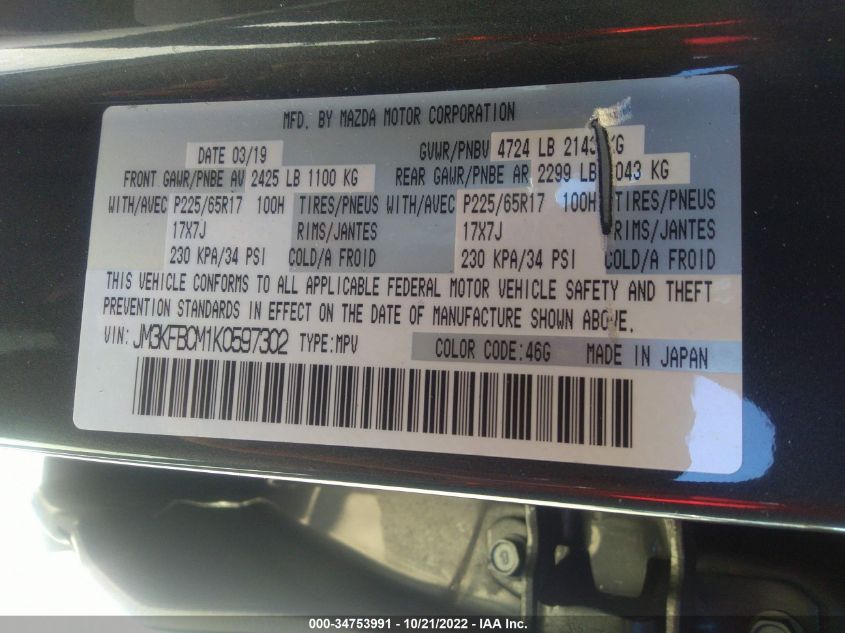 MFD. BY MAZDA MOTOR CORPORATION
DATE 03/19 GVWR/PNBV 4724 LB 2143 KG
FRONT GAWR/PNBE AV 2425 LB 1100 KG REAR GAWR/PNBE AR 2299 LB 1043 KG
WITH/AVEC P225/65R17 100H TIRES/PNEUS WITH/AVEC P225/65R17 100H TIRES/PNEUS
17X7J RIMS/JANTES 17X7J RIMS/JANTES
230 KPA/34 PSI COLD/A FROID 230 KPA/34 PSI COLD/A FROID
THIS VEHICLE CONFORMS TO ALL APPLICABLE FEDERAL MOTOR VEHICLE SAFETY AND THEFT
PREVENTION STANDARDS IN EFFECT ON THE DATE OF MANUFACTURE SHOWN ABOVE.
VIN: JM3KFBCM1K0597302 TYPE:MPV COLOR CODE:46G MADE IN JAPAN
000-34753991 - 10/21/2022 - IAA Inc.